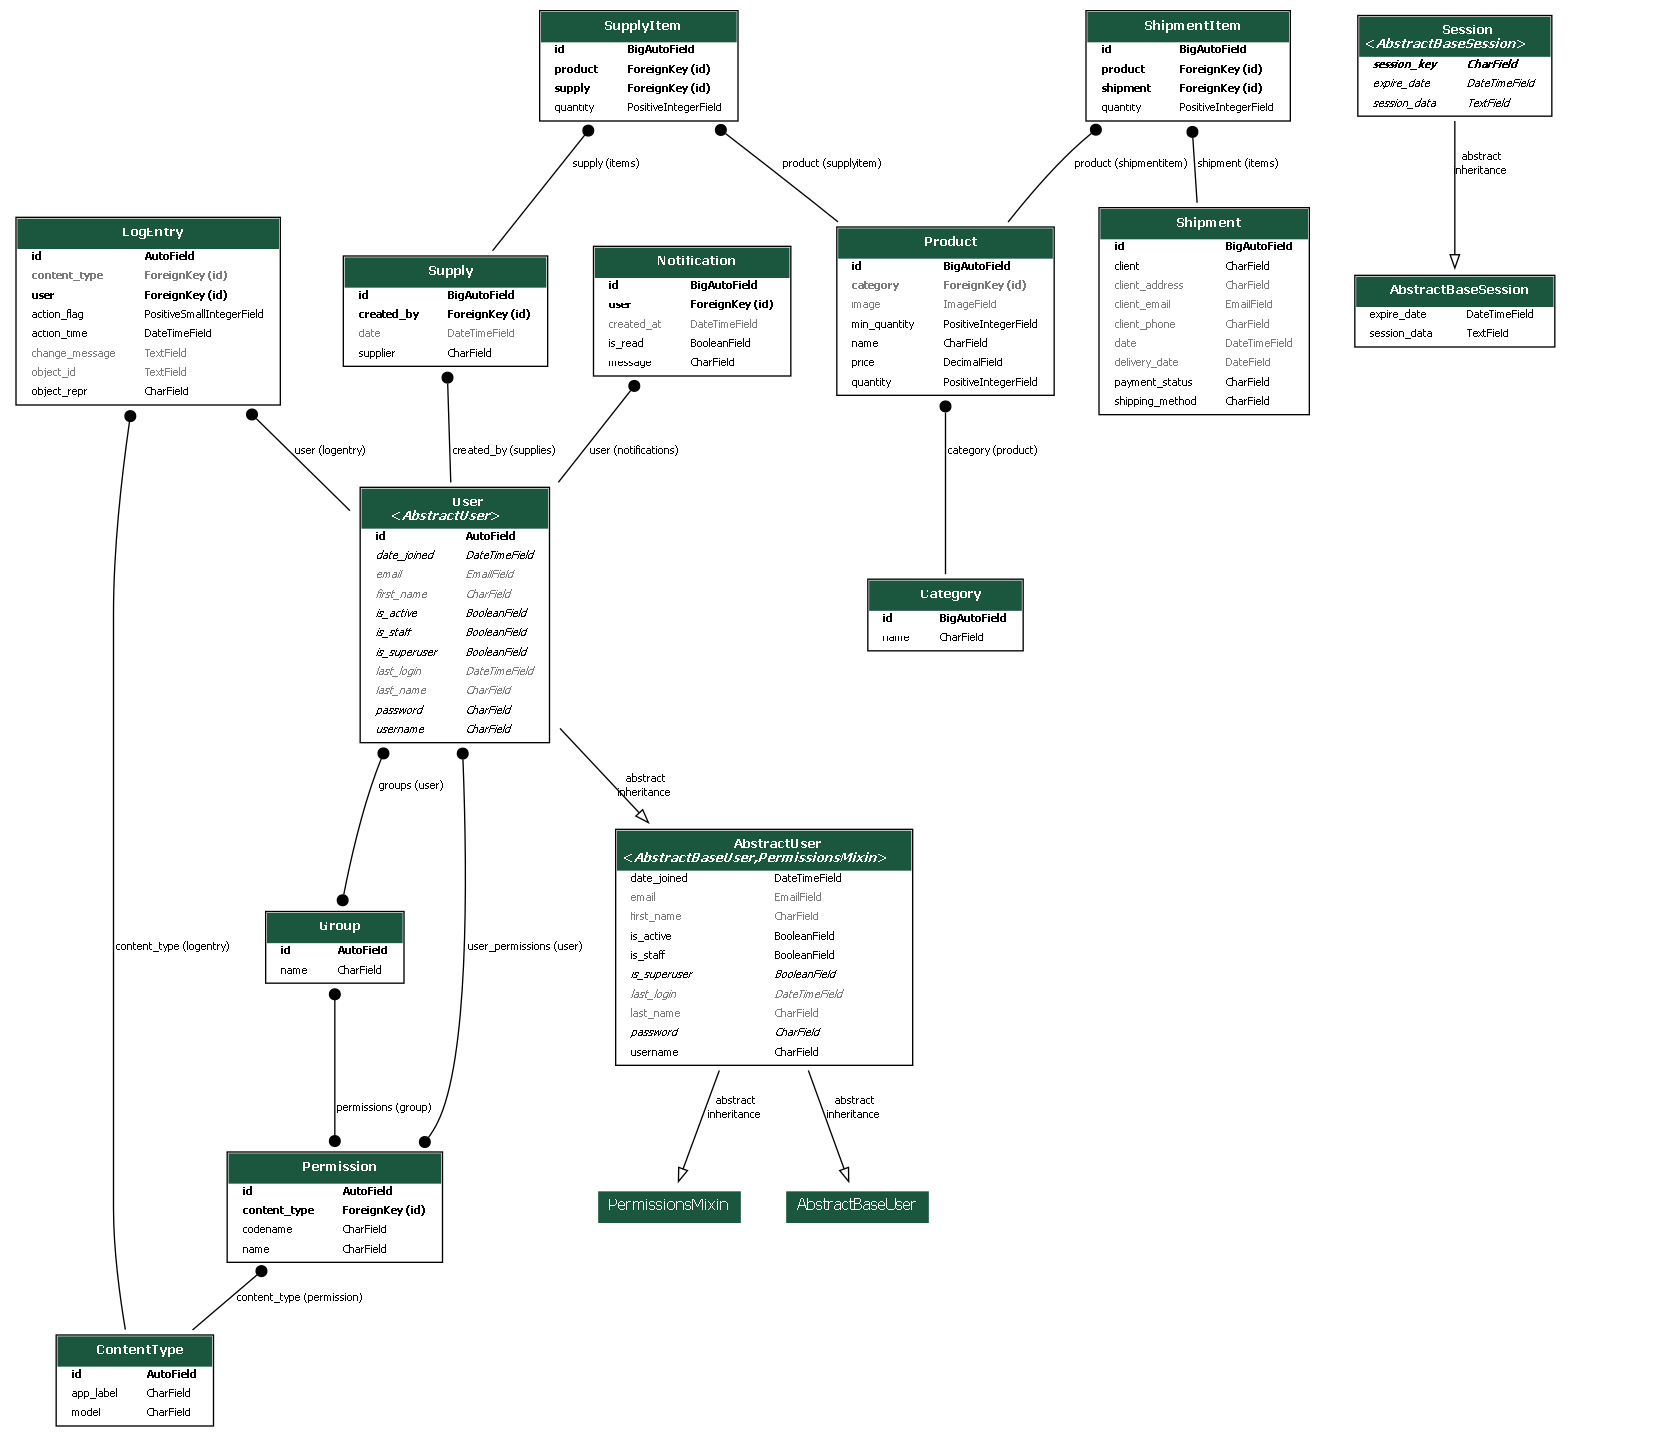 SupplyItem
id BigAutoField
product ForeignKey (id)
supply ForeignKey (id)
quantity PositiveIntegerField
ShipmentItem
id BigAutoField
product ForeignKey (id)
shipment ForeignKey (id)
quantity PositiveIntegerField
Session
<AbstractBaseSession>
session_key CharField
expire_date DateTimeField
session_data TextField
supply (items)
product (supplyitem)
product (shipmentitem)
shipment (items)
abstract
inheritance
LogEntry
id AutoField
content_type ForeignKey (id)
user ForeignKey (id)
action_flag PositiveSmallIntegerField
action_time DateTimeField
change_message TextField
object_id TextField
object_repr CharField
Supply
id BigAutoField
created_by ForeignKey (id)
date DateTimeField
supplier CharField
Notification
id BigAutoField
user ForeignKey (id)
created_at DateTimeField
is_read BooleanField
message CharField
Product
id BigAutoField
category ForeignKey (id)
image ImageField
min_quantity PositiveIntegerField
name CharField
price DecimalField
quantity PositiveIntegerField
Shipment
id BigAutoField
client CharField
client_address CharField
client_email EmailField
client_phone CharField
date DateTimeField
delivery_date DateField
payment_status CharField
shipping_method CharField
AbstractBaseSession
expire_date DateTimeField
session_data TextField
user (logentry)
created_by (supplies)
user (notifications)
category (product)
User
<AbstractUser>
id AutoField
date_joined DateTimeField
email EmailField
first_name CharField
is_active BooleanField
is_staff BooleanField
is_superuser BooleanField
last_login DateTimeField
last_name CharField
password CharField
username CharField
Category
id BigAutoField
name CharField
groups (user)
abstract
inheritance
AbstractUser
<AbstractBaseUser,PermissionsMixin>
date_joined DateTimeField
email EmailField
first_name CharField
is_active BooleanField
is_staff BooleanField
is_superuser BooleanField
last_login DateTimeField
last_name CharField
password CharField
username CharField
Group
id AutoField
name CharField
content_type (logentry)
user_permissions (user)
permissions (group)
abstract
inheritance
abstract
inheritance
Permission
id AutoField
content_type ForeignKey (id)
codename CharField
name CharField
PermissionsMixin
AbstractBaseUser
content_type (permission)
ContentType
id AutoField
app_label CharField
model CharField